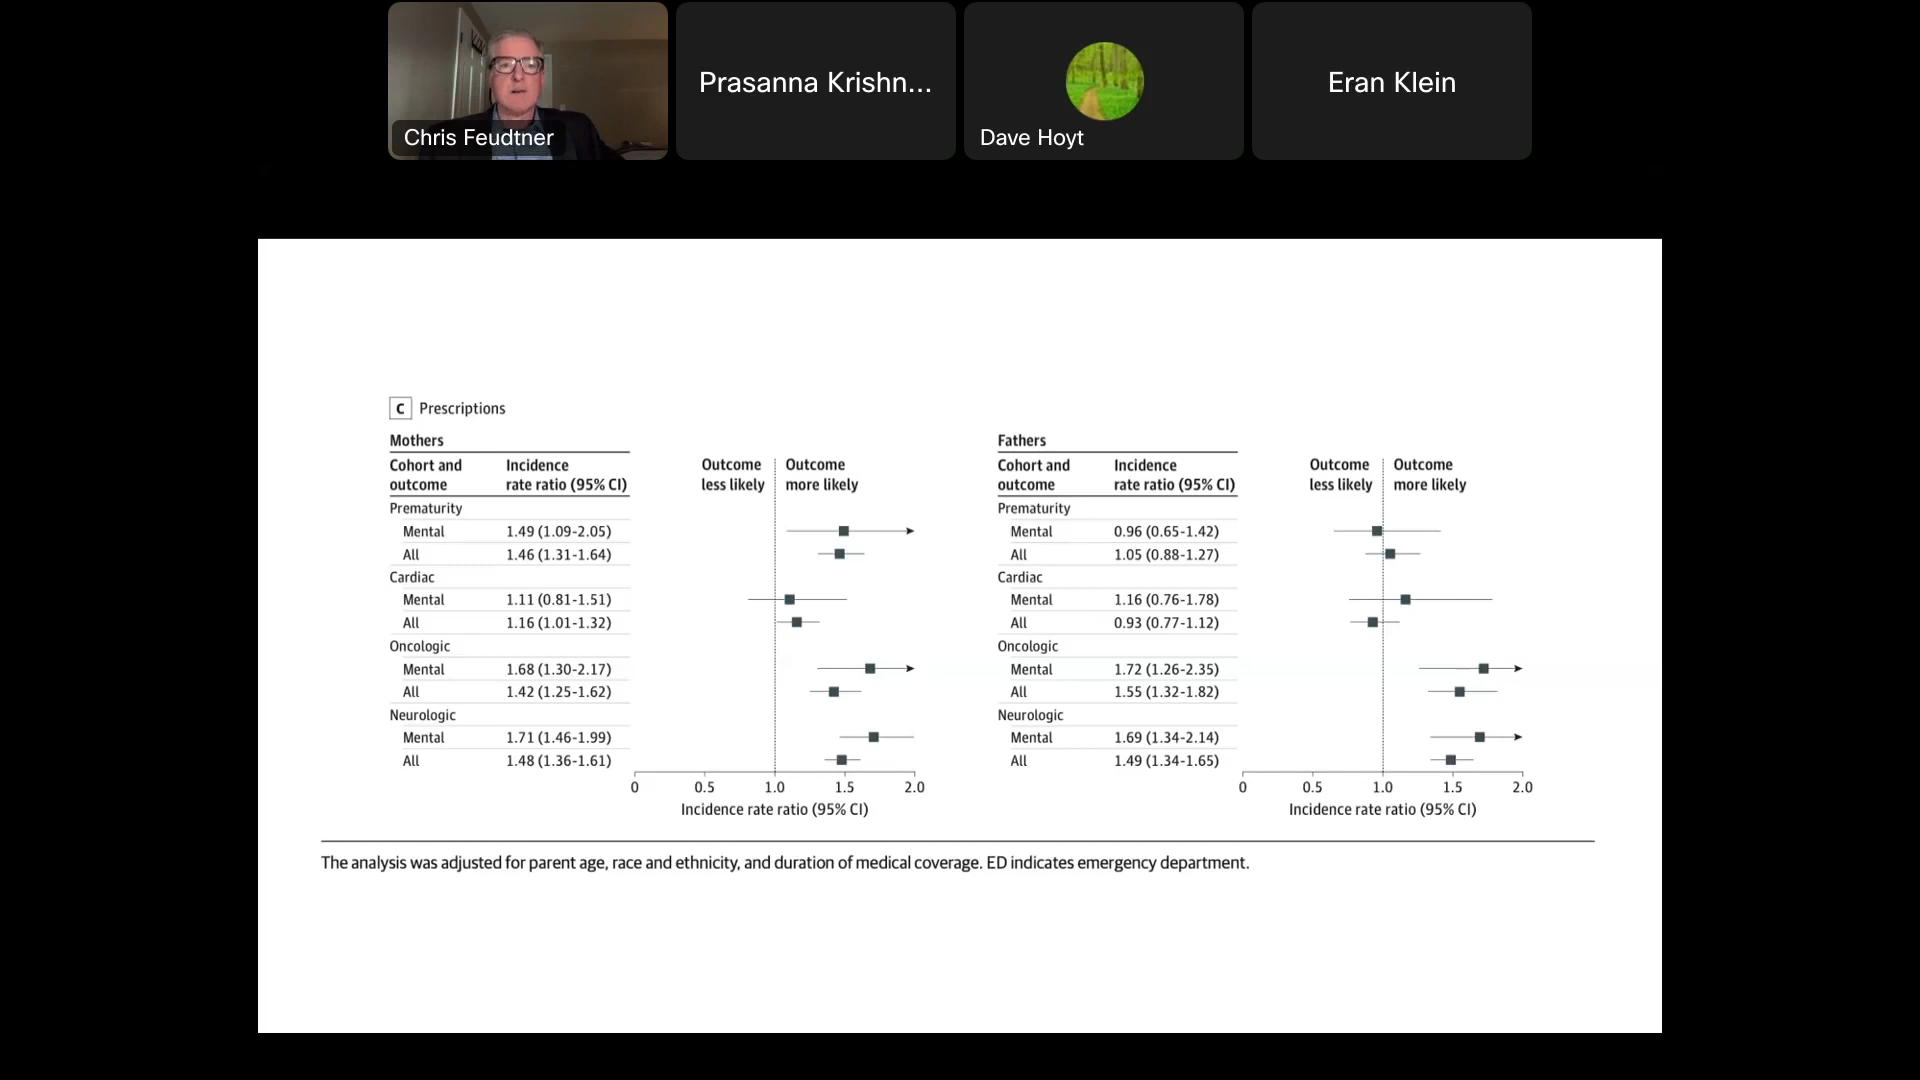 Chris Feudtner
Prasanna Krishn...
Dave Hoyt
Eran Klein
C Prescriptions
Mothers
Cohort and outcome
Incidence rate ratio (95% CI)
Outcome less likely
Outcome more likely
Prematurity
Mental 1.49 (1.09-2.05)
All 1.46 (1.31-1.64)
Cardiac
Mental 1.11 (0.81-1.51)
All 1.16 (1.01-1.32)
Oncologic
Mental 1.68 (1.30-2.17)
All 1.42 (1.25-1.62)
Neurologic
Mental 1.71 (1.46-1.99)
All 1.48 (1.36-1.61)
0 0.5 1.0 1.5 2.0
Incidence rate ratio (95% CI)
Fathers
Cohort and outcome
Incidence rate ratio (95% CI)
Outcome less likely
Outcome more likely
Prematurity
Mental 0.96 (0.65-1.42)
All 1.05 (0.88-1.27)
Cardiac
Mental 1.16 (0.76-1.78)
All 0.93 (0.77-1.12)
Oncologic
Mental 1.72 (1.26-2.35)
All 1.55 (1.32-1.82)
Neurologic
Mental 1.69 (1.34-2.14)
All 1.49 (1.34-1.65)
0 0.5 1.0 1.5 2.0
Incidence rate ratio (95% CI)
The analysis was adjusted for parent age, race and ethnicity, and duration of medical coverage. ED indicates emergency department.